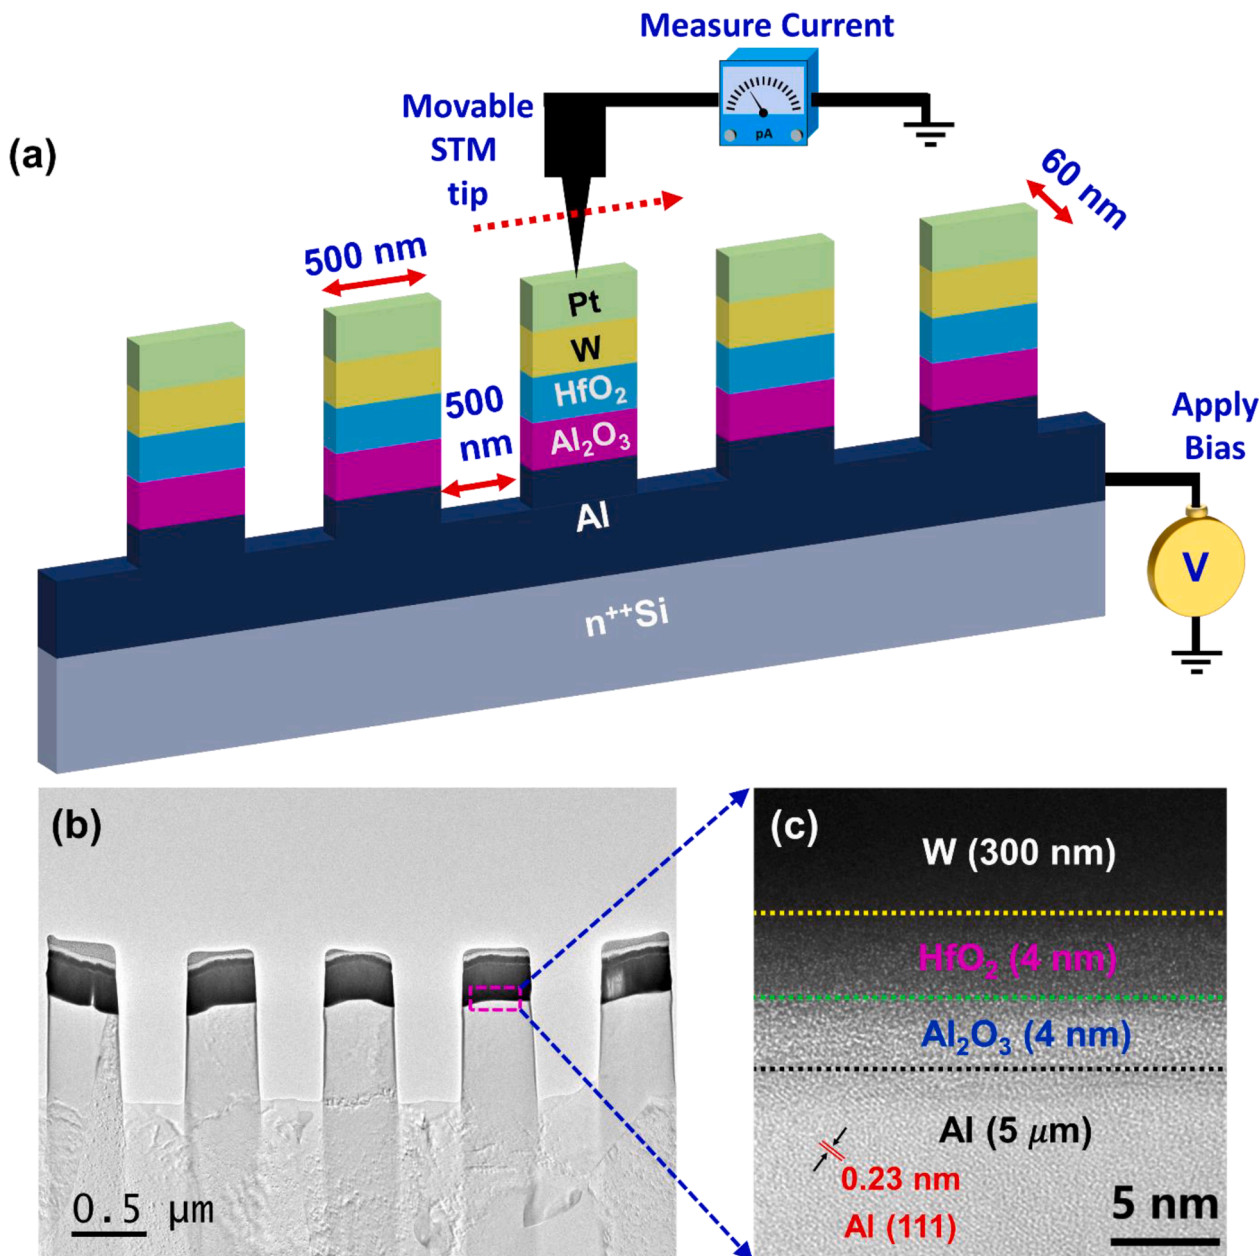 (a)
Measure Current
Movable
STM
tip
pA
60 nm
500 nm
Pt
W
HfO₂
Al₂O₃
500
nm
Al
n⁺⁺Si
Apply
Bias
V
(b)
0.5 μm
(c)
W (300 nm)
HfO₂ (4 nm)
Al₂O₃ (4 nm)
Al (5 μm)
0.23 nm
Al (111)
5 nm